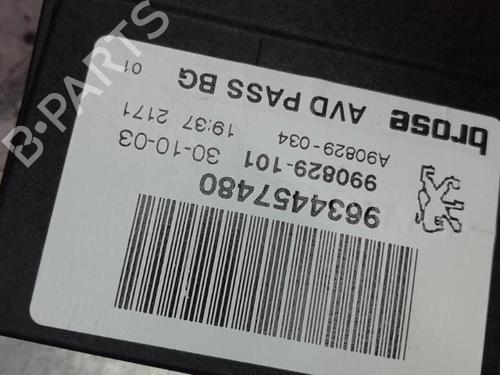 brose AVD PASS BG 01
A90829-034 19:37 2171
990829-101 30-10-03
9634457480
B-PARTS